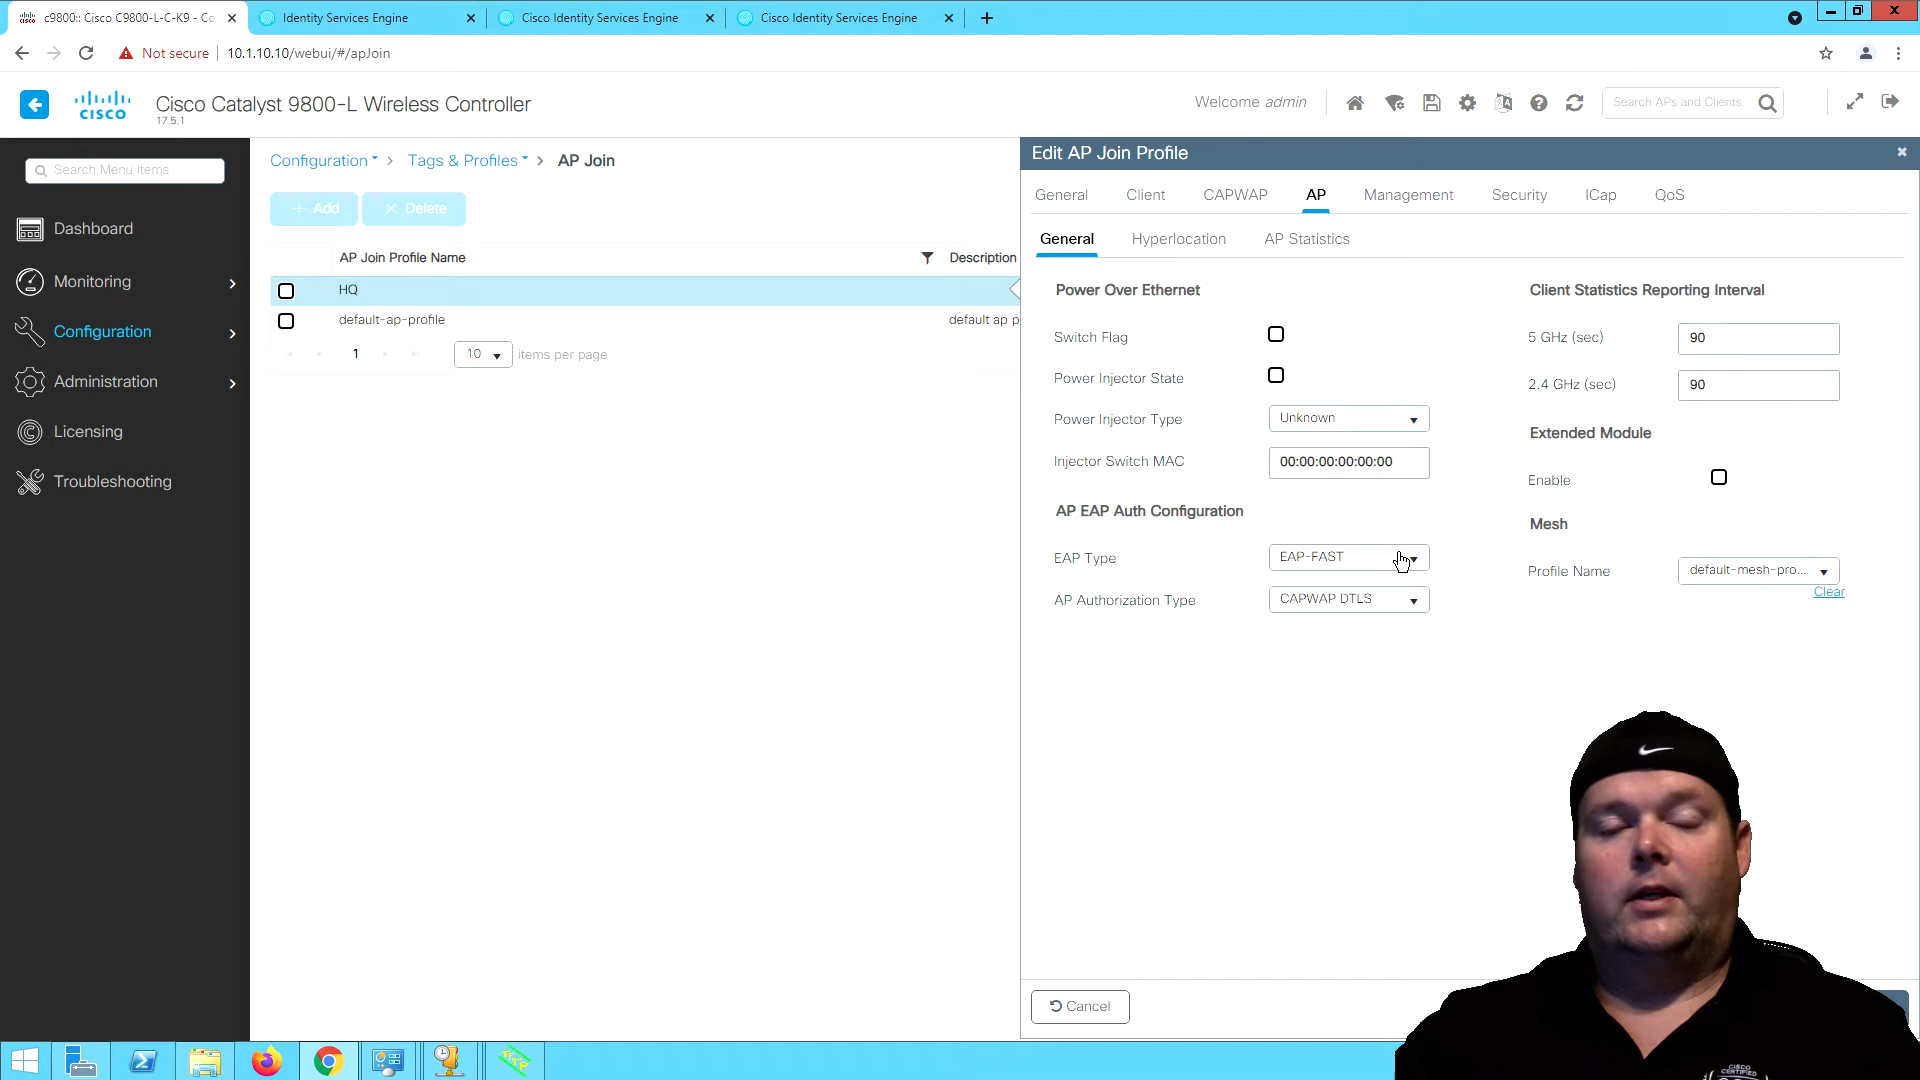 c9800:: Cisco C9800-L-C-K9 - Co
Identity Services Engine
Cisco Identity Services Engine
Cisco Identity Services Engine
Not secure
10.1.10.10/webui/#/apJoin
CISCO
Cisco Catalyst 9800-L Wireless Controller
17.5.1
Welcome admin
Search APs and Clients
Search Menu Items
Dashboard
Monitoring
Configuration
Administration
Licensing
Troubleshooting
Configuration > Tags & Profiles > AP Join
+ Add
× Delete
AP Join Profile Name
Description
HQ
default-ap-profile
default ap p
1
10
items per page
Edit AP Join Profile
General
Client
CAPWAP
AP
Management
Security
ICap
QoS
General
Hyperlocation
AP Statistics
Power Over Ethernet
Switch Flag
Power Injector State
Power Injector Type
Unknown
Injector Switch MAC
00:00:00:00:00:00
AP EAP Auth Configuration
EAP Type
EAP-FAST
AP Authorization Type
CAPWAP DTLS
Client Statistics Reporting Interval
5 GHz (sec)
90
2.4 GHz (sec)
90
Extended Module
Enable
Mesh
Profile Name
default-mesh-pro...
Clear
Cancel
CISCO
CERTIFIED